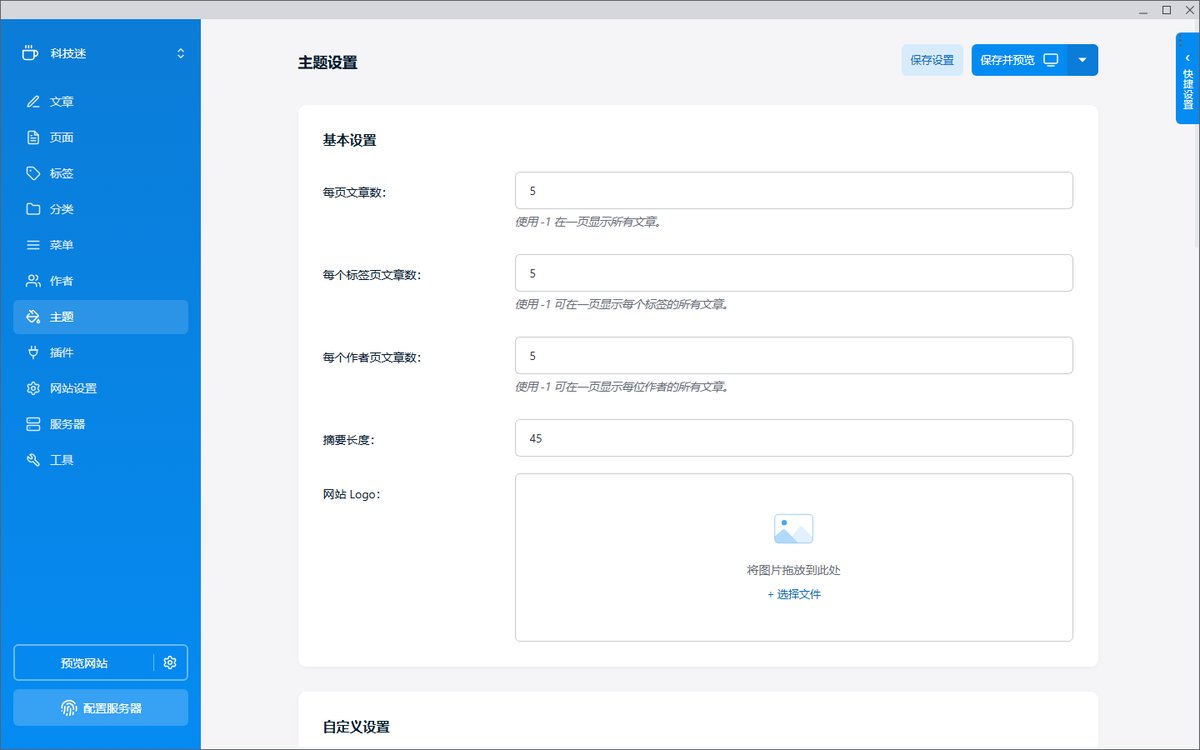 科技迷
文章
页面
标签
分类
菜单
作者
主题
插件
网站设置
服务器
工具
预览网站
配置服务器
主题设置
保存设置
保存并预览
快捷设置
基本设置
每页文章数:
5
使用 -1 在一页显示所有文章。
每个标签页文章数:
5
使用 -1 可在一页显示每个标签的所有文章。
每个作者页文章数:
5
使用 -1 可在一页显示每位作者的所有文章。
摘要长度:
45
网站 Logo:
将图片拖放到此处
+ 选择文件
自定义设置